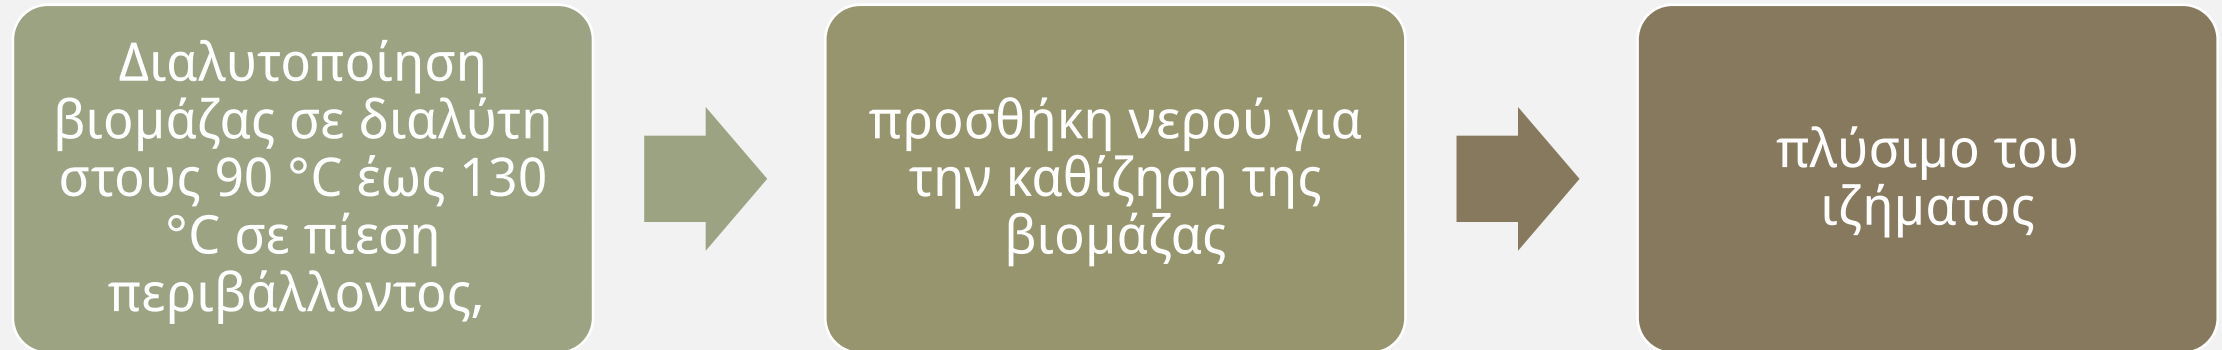 Διαλυτοποίηση
βιομάζας σε διαλύτη
στους 90 °C έως 130
°C σε πίεση
περιβάλλοντος,
προσθήκη νερού για
την καθίζηση της
βιομάζας
πλύσιμο του
ιζήματος